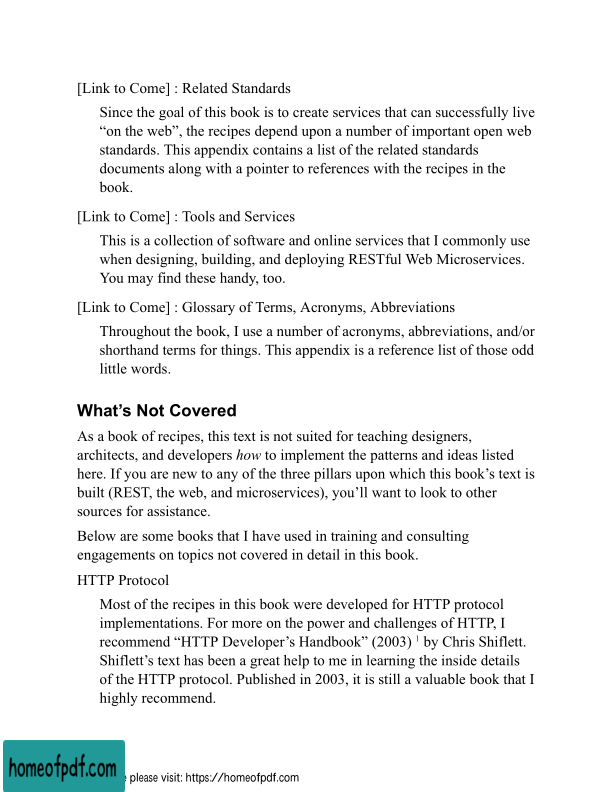 [Link to Come] : Related Standards
Since the goal of this book is to create services that can successfully live
“on the web”, the recipes depend upon a number of important open web
standards. This appendix contains a list of the related standards
documents along with a pointer to references with the recipes in the
book.
[Link to Come] : Tools and Services
This is a collection of software and online services that I commonly use
when designing, building, and deploying RESTful Web Microservices.
You may find these handy, too.
[Link to Come] : Glossary of Terms, Acronyms, Abbreviations
Throughout the book, I use a number of acronyms, abbreviations, and/or
shorthand terms for things. This appendix is a reference list of those odd
little words.
What’s Not Covered
As a book of recipes, this text is not suited for teaching designers,
architects, and developers how to implement the patterns and ideas listed
here. If you are new to any of the three pillars upon which this book’s text is
built (REST, the web, and microservices), you’ll want to look to other
sources for assistance.
Below are some books that I have used in training and consulting
engagements on topics not covered in detail in this book.
HTTP Protocol
Most of the recipes in this book were developed for HTTP protocol
implementations. For more on the power and challenges of HTTP, I
recommend “HTTP Developer’s Handbook” (2003) 1 by Chris Shiflett.
Shiflett’s text has been a great help to me in learning the inside details
of the HTTP protocol. Published in 2003, it is still a valuable book that I
highly recommend.
homeofpdf.com
please visit: https://homeofpdf.com